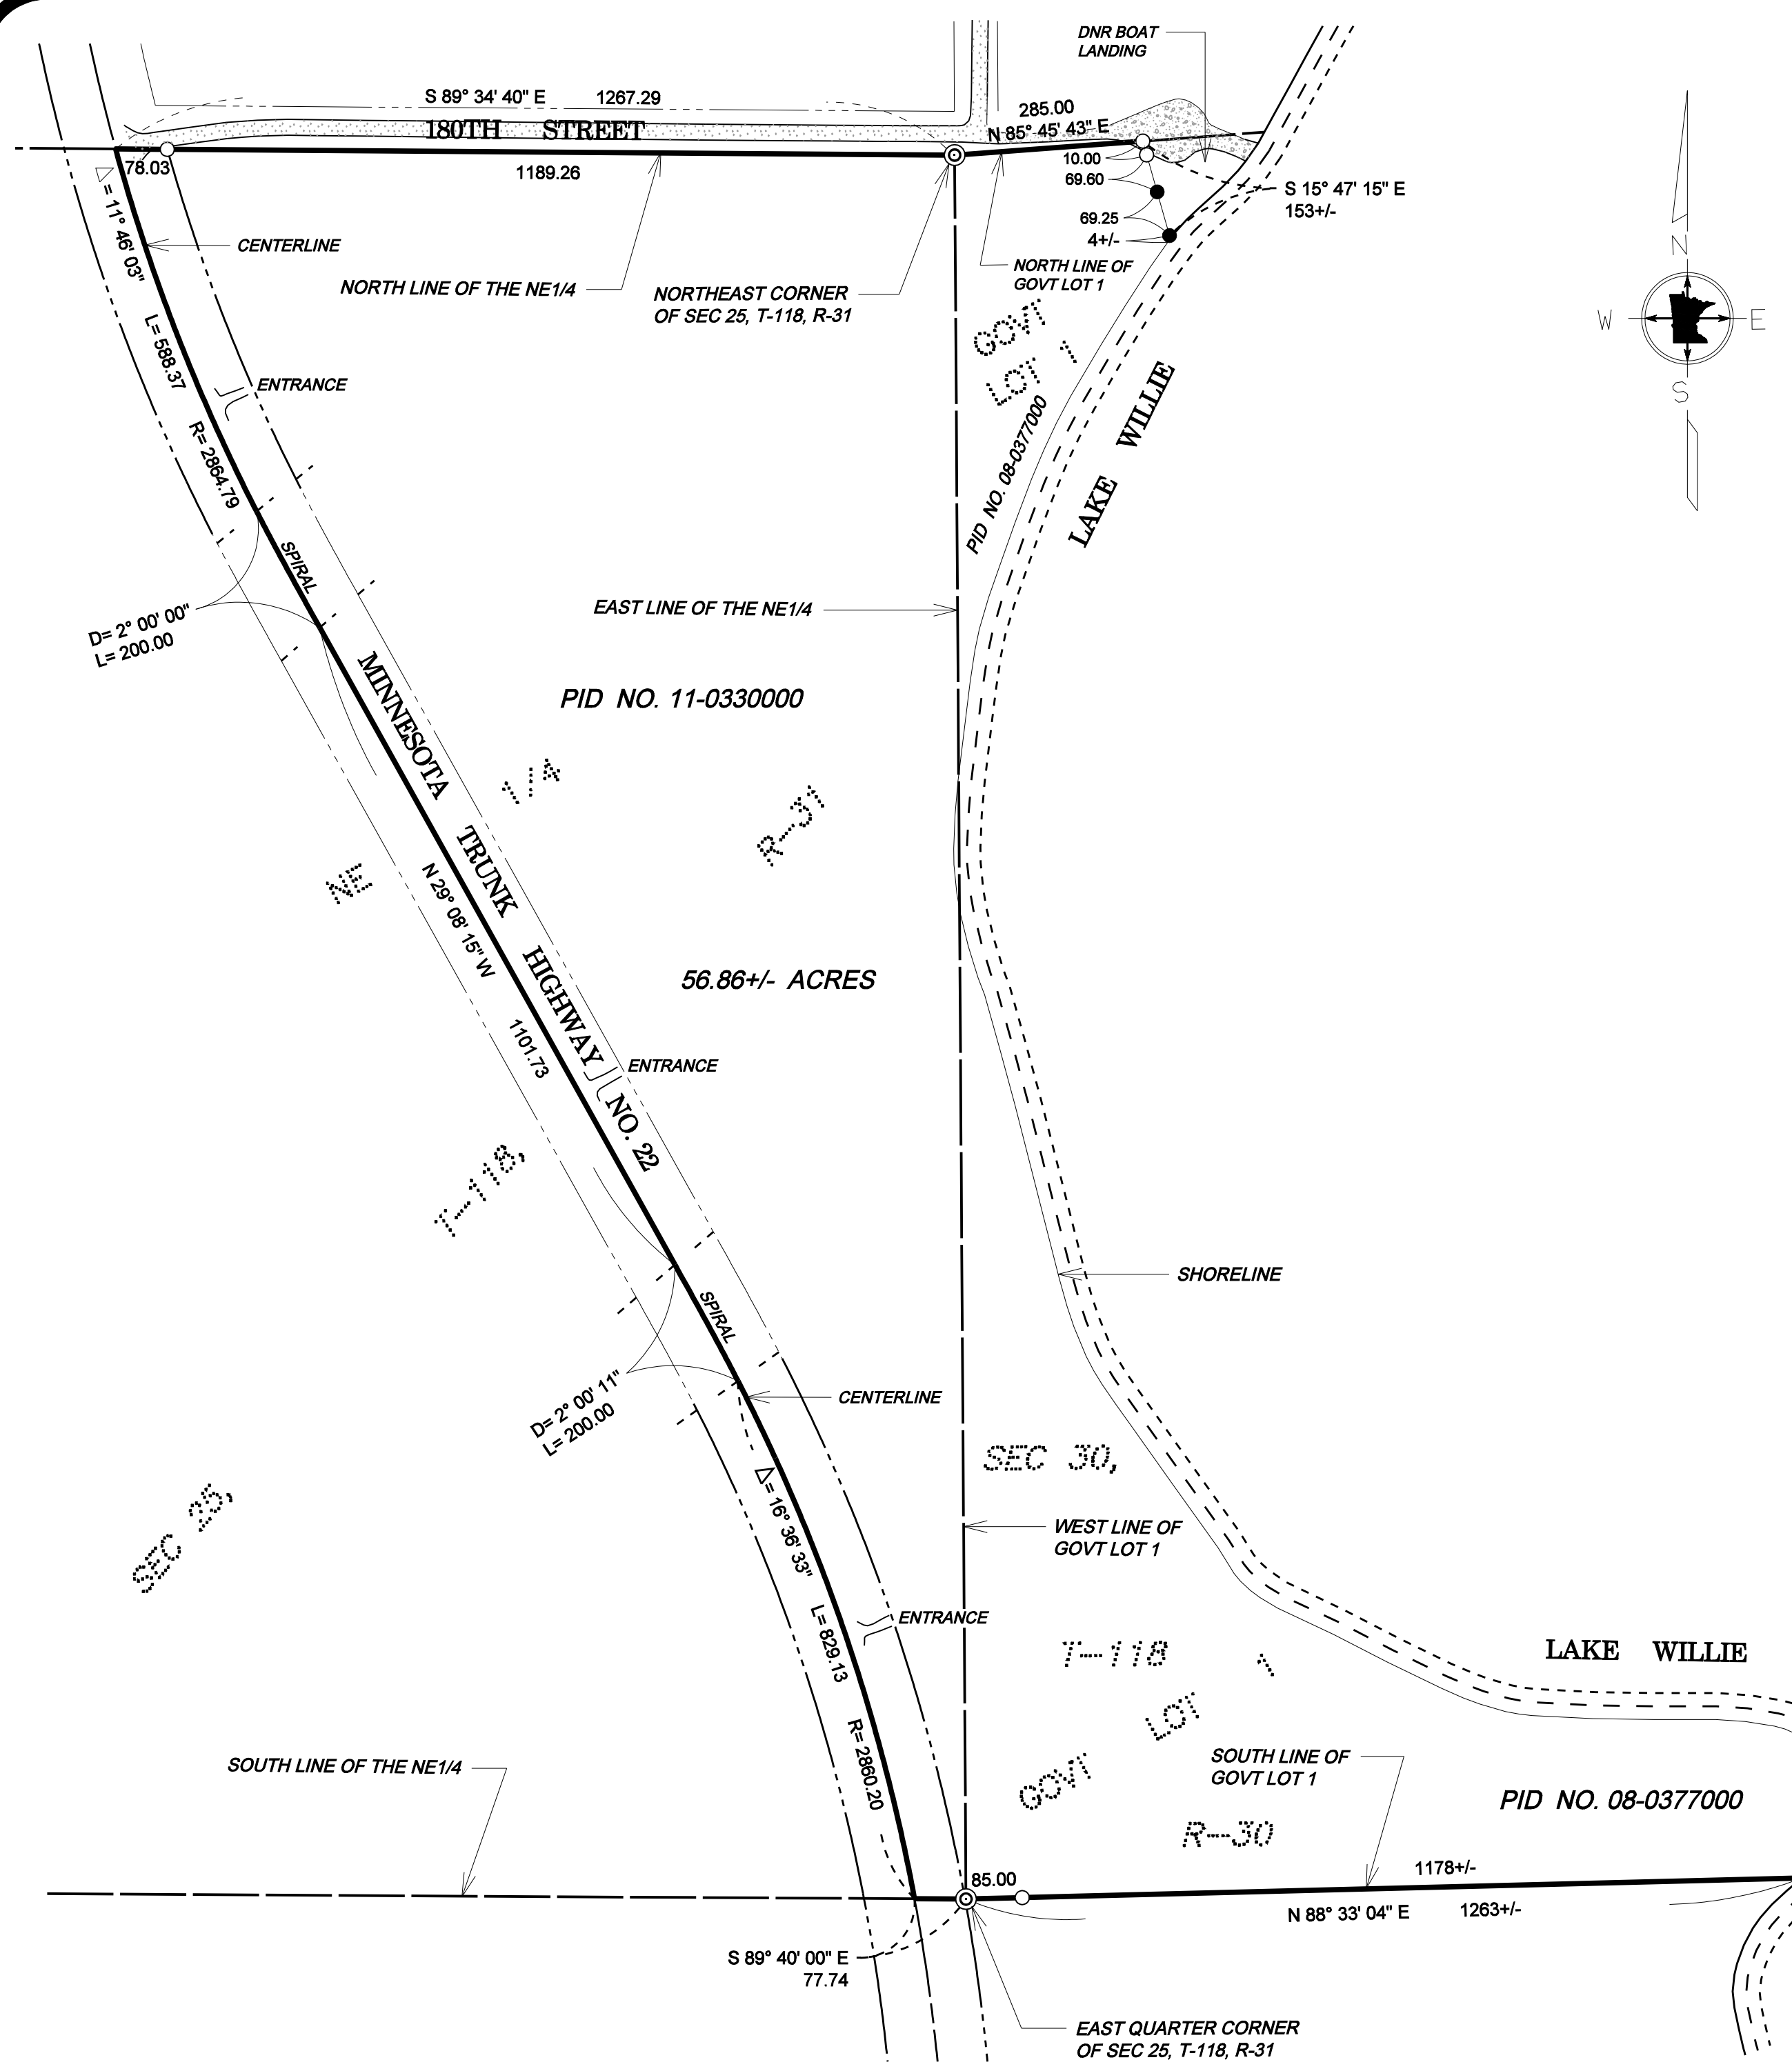 DNR BOAT
LANDING
S 89° 34' 40" E 1267.29
180TH STREET
285.00
N 85° 45' 43" E
78.03
1189.26
10.00
69.60
69.25
4+/-
S 15° 47' 15" E
153+/-
Δ= 11° 46' 03" L= 588.37 R= 2864.79
CENTERLINE
NORTH LINE OF THE NE1/4
NORTHEAST CORNER
OF SEC 25, T-118, R-31
NORTH LINE OF
GOVT LOT 1
N
W E
S
GOVT
LOT 1
PID NO. 08-0377000
LAKE WILLIE
ENTRANCE
SPIRAL
D= 2° 00' 00"
L= 200.00
EAST LINE OF THE NE1/4
MINNESOTA TRUNK HIGHWAY NO. 22
PID NO. 11-0330000
NE 1/4
R-31
N 29° 08' 15" W 1101.73
56.86+/- ACRES
ENTRANCE
T-118,
SHORELINE
SPIRAL
D= 2° 00' 11"
L= 200.00
CENTERLINE
SEC 30,
SEC 25,
Δ= 16° 36' 33" L= 829.13 R= 2860.20
WEST LINE OF
GOVT LOT 1
ENTRANCE
T-118
LAKE WILLIE
GOVT LOT 1
SOUTH LINE OF THE NE1/4
SOUTH LINE OF
GOVT LOT 1
PID NO. 08-0377000
R-30
85.00
1178+/-
N 88° 33' 04" E 1263+/-
S 89° 40' 00" E
77.74
EAST QUARTER CORNER
OF SEC 25, T-118, R-31